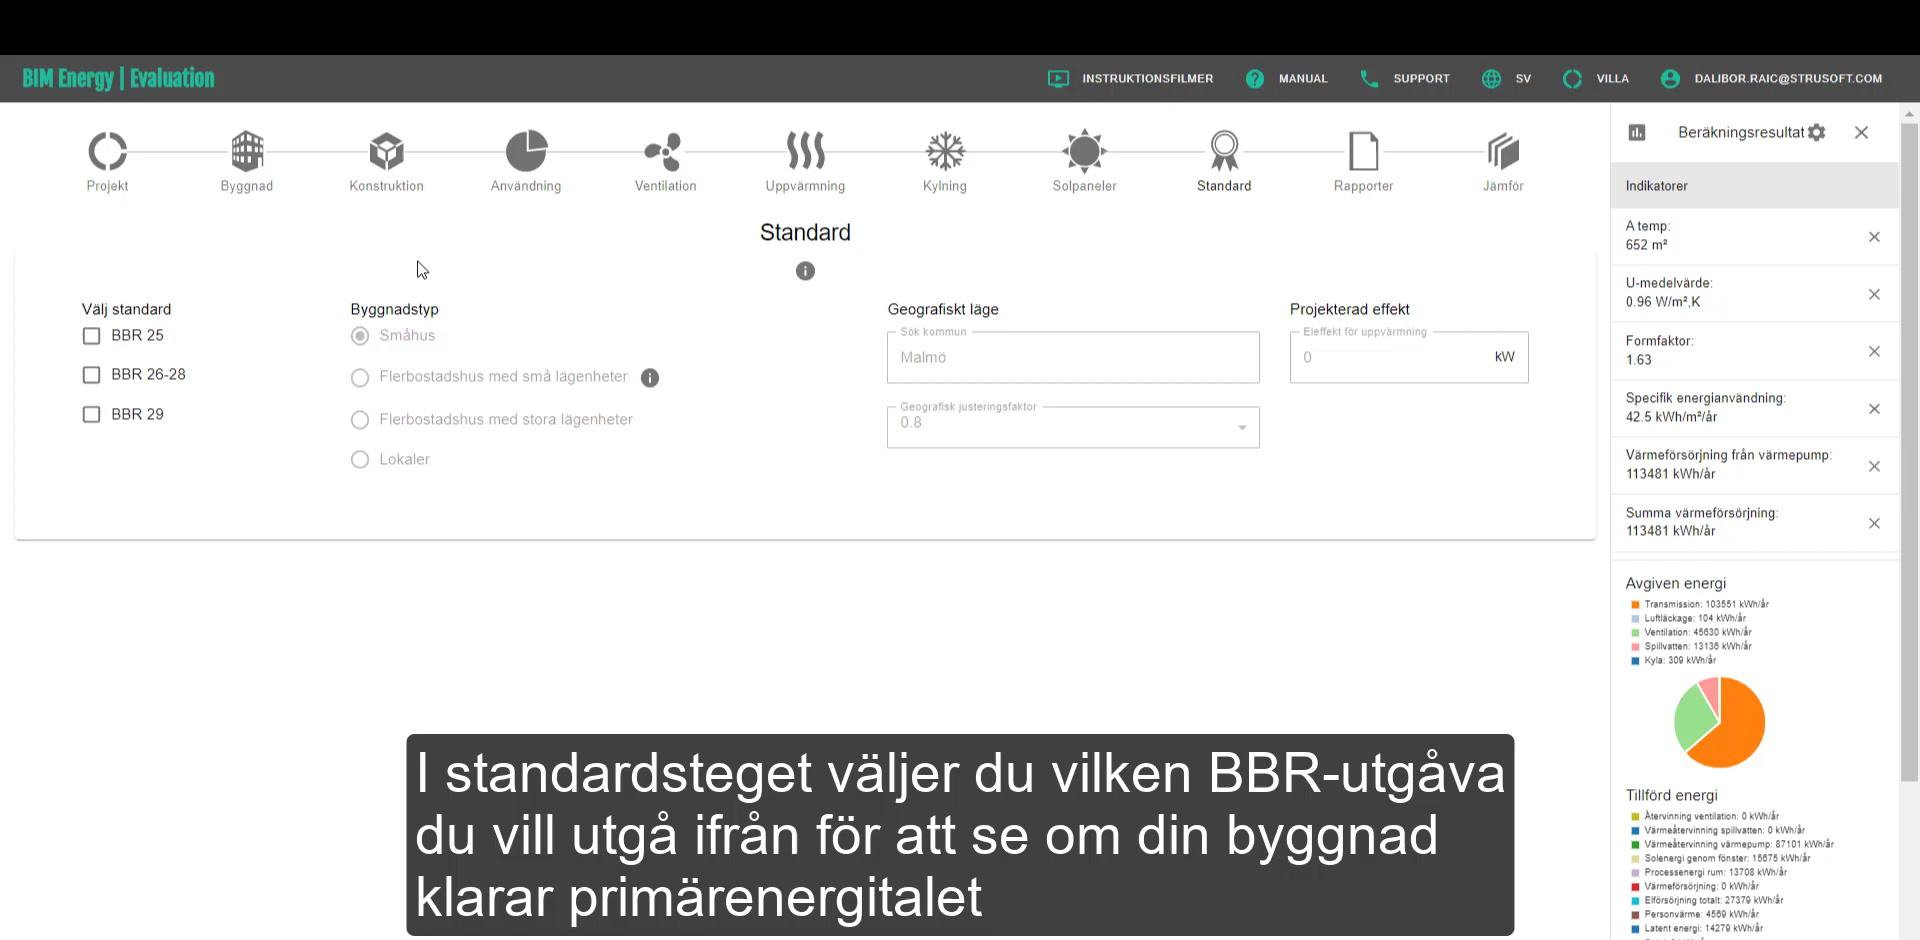 BIM Energy | Evaluation
INSTRUKTIONSFILMER
MANUAL
SUPPORT
SV
VILLA
DALIBOR.RAIC@STRUSOFT.COM
Projekt
Byggnad
Konstruktion
Användning
Ventilation
Uppvärmning
Kylning
Solpaneler
Standard
Rapporter
Jämför
Standard
Välj standard
BBR 25
BBR 26-28
BBR 29
Byggnadstyp
Småhus
Flerbostadshus med små lägenheter
Flerbostadshus med stora lägenheter
Lokaler
Geografiskt läge
Sök kommun
Malmö
Geografisk justeringsfaktor
0.8
Projekterad effekt
Eleffekt för uppvärmning
0 kW
Beräkningsresultat
Indikatorer
A temp:
652 m²
U-medelvärde:
0.96 W/m²,K
Formfaktor:
1.63
Specifik energianvändning:
42.5 kWh/m²/år
Värmeförsörjning från värmepump:
113481 kWh/år
Summa värmeförsörjning:
113481 kWh/år
Avgiven energi
Transmission: 103551 kWh/år
Luftläckage: 104 kWh/år
Ventilation: 45630 kWh/år
Spillvatten: 13136 kWh/år
Kyla: 309 kWh/år
Tillförd energi
Återvinning ventilation: 0 kWh/år
Värmeåtervinning spillvatten: 0 kWh/år
Värmeåtervinning värmepump: 87101 kWh/år
Solenergi genom fönster: 15675 kWh/år
Processenergi rum: 13708 kWh/år
Värmeförsörjning: 0 kWh/år
Elförsörjning totalt: 27379 kWh/år
Personvärme: 4569 kWh/år
Latent energi: 14279 kWh/år
I standardsteget väljer du vilken BBR-utgåva
du vill utgå ifrån för att se om din byggnad
klarar primärenergitalet